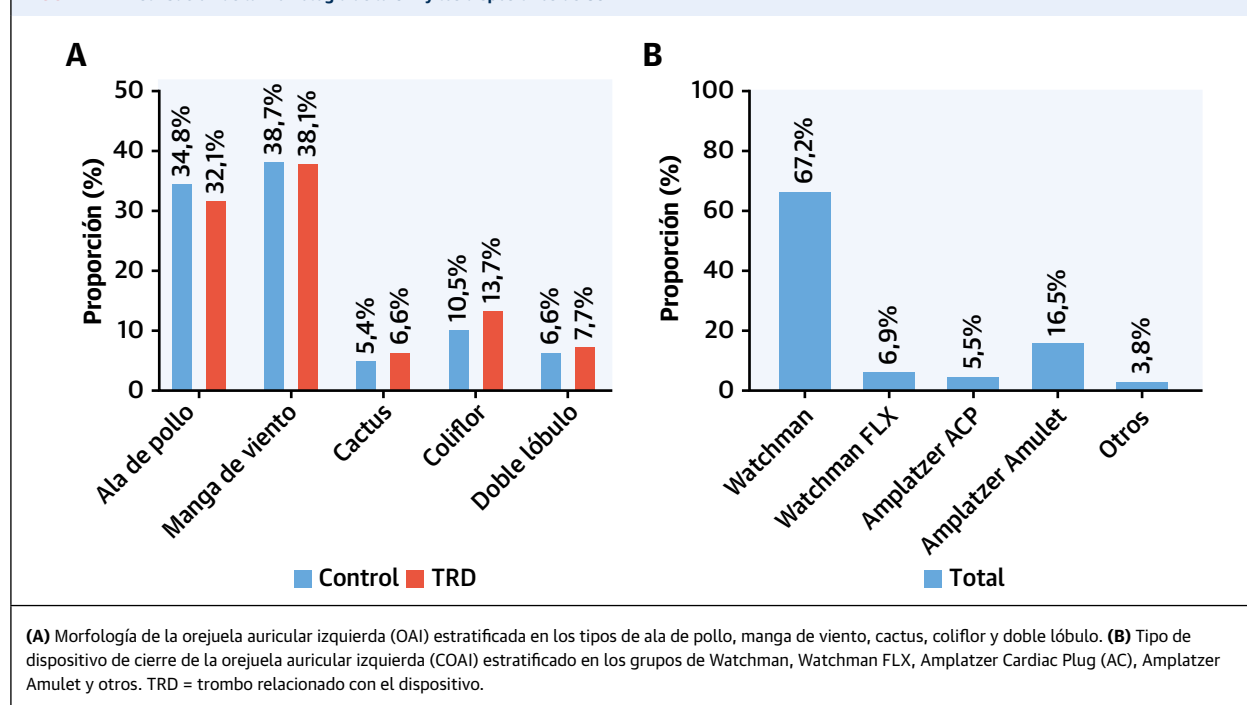 A
B
Proporción (%)
50
40
30
20
10
0
34,8%
32,1%
38,7%
38,1%
5,4%
6,6%
10,5%
13,7%
6,6%
7,7%
Ala de pollo
Manga de viento
Cactus
Coliflor
Doble lóbulo
Control
TRD
Proporción (%)
100
80
60
40
20
0
67,2%
6,9%
5,5%
16,5%
3,8%
Watchman
Watchman FLX
Amplatzer ACP
Amplatzer Amulet
Otros
Total
(A) Morfología de la orejuela auricular izquierda (OAI) estratificada en los tipos de ala de pollo, manga de viento, cactus, coliflor y doble lóbulo. (B) Tipo de
dispositivo de cierre de la orejuela auricular izquierda (COAI) estratificado en los grupos de Watchman, Watchman FLX, Amplatzer Cardiac Plug (AC), Amplatzer
Amulet y otros. TRD = trombo relacionado con el dispositivo.